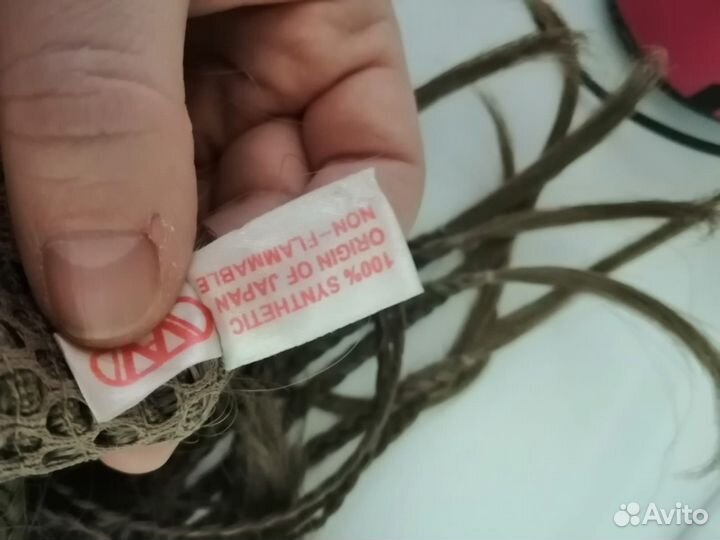 100% SYNTHETIC
ORIGIN OF JAPAN
NON-FLAMMABLE
Avito